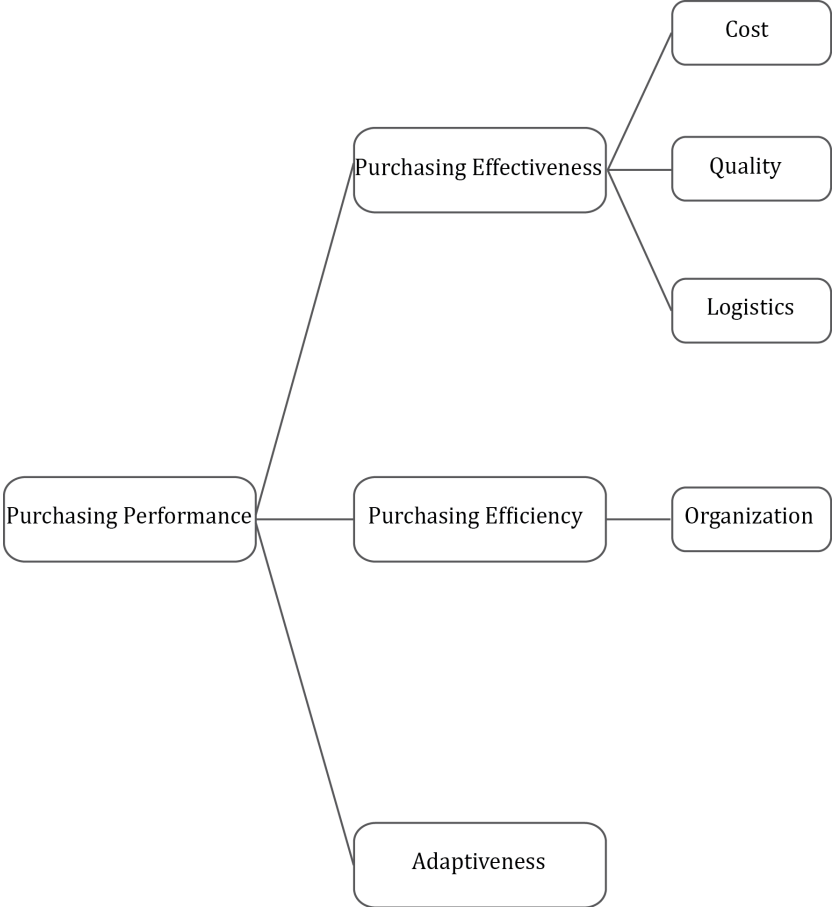 Cost
Purchasing Effectiveness
Quality
Logistics
Purchasing Performance
Purchasing Efficiency
Organization
Adaptiveness